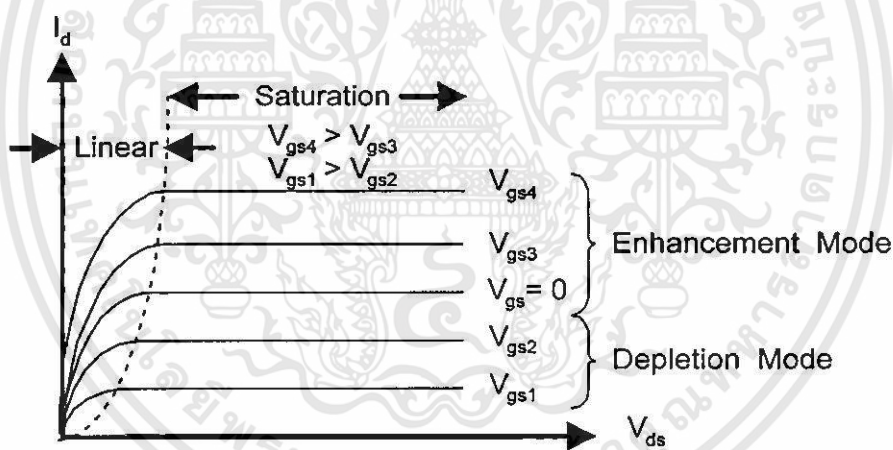 I_d
Saturation
Linear
V_gs4 > V_gs3
V_gs1 > V_gs2
V_gs4
V_gs3
V_gs = 0
V_gs2
V_gs1
Enhancement Mode
Depletion Mode
V_ds